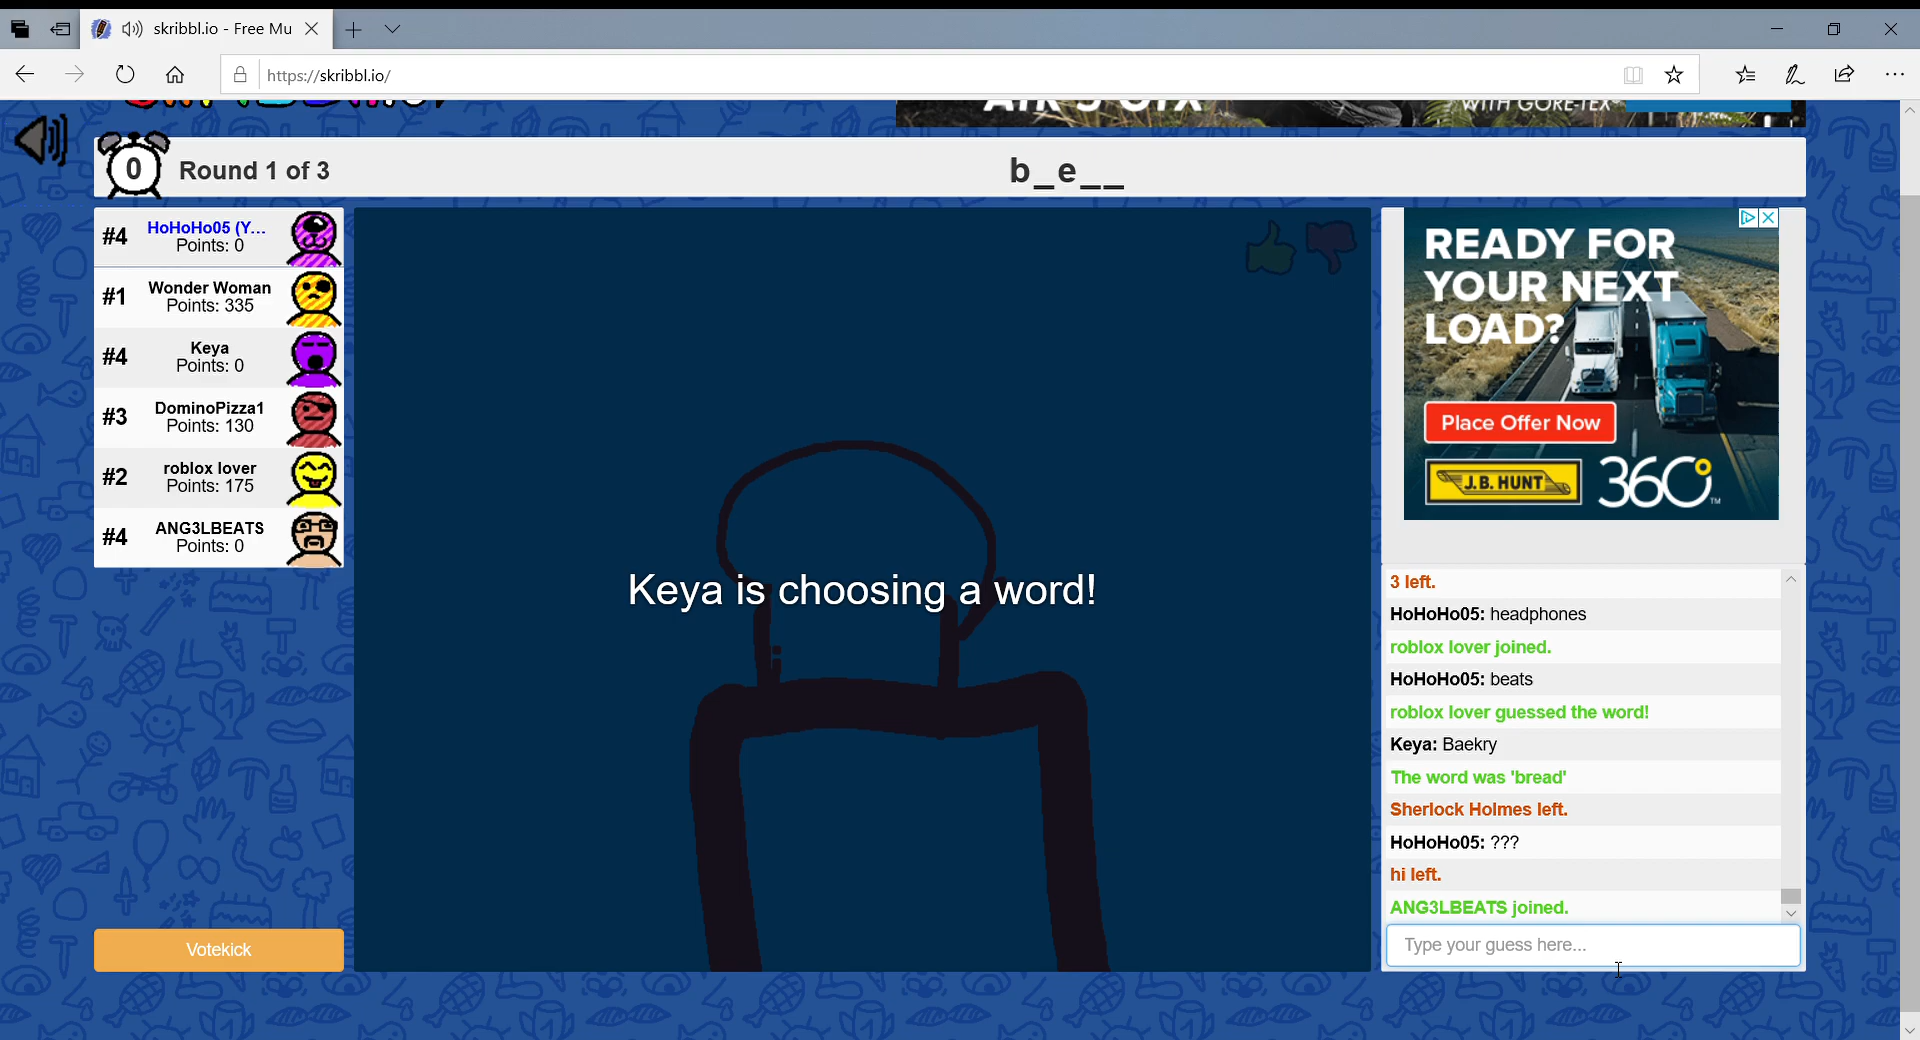 skribbl.io - Free Mu
https://skribbl.io/
WITH GORE-TEX
0
Round 1 of 3
b_e__
#4 HoHoHo05 (Y...
Points: 0
#1 Wonder Woman
Points: 335
#4 Keya
Points: 0
#3 DominoPizza1
Points: 130
#2 roblox lover
Points: 175
#4 ANG3LBEATS
Points: 0
Votekick
Keya is choosing a word!
READY FOR
YOUR NEXT
LOAD?
Place Offer Now
J.B. HUNT 360° TM
3 left.
HoHoHo05: headphones
roblox lover joined.
HoHoHo05: beats
roblox lover guessed the word!
Keya: Baekry
The word was 'bread'
Sherlock Holmes left.
HoHoHo05: ???
hi left.
ANG3LBEATS joined.
Type your guess here...